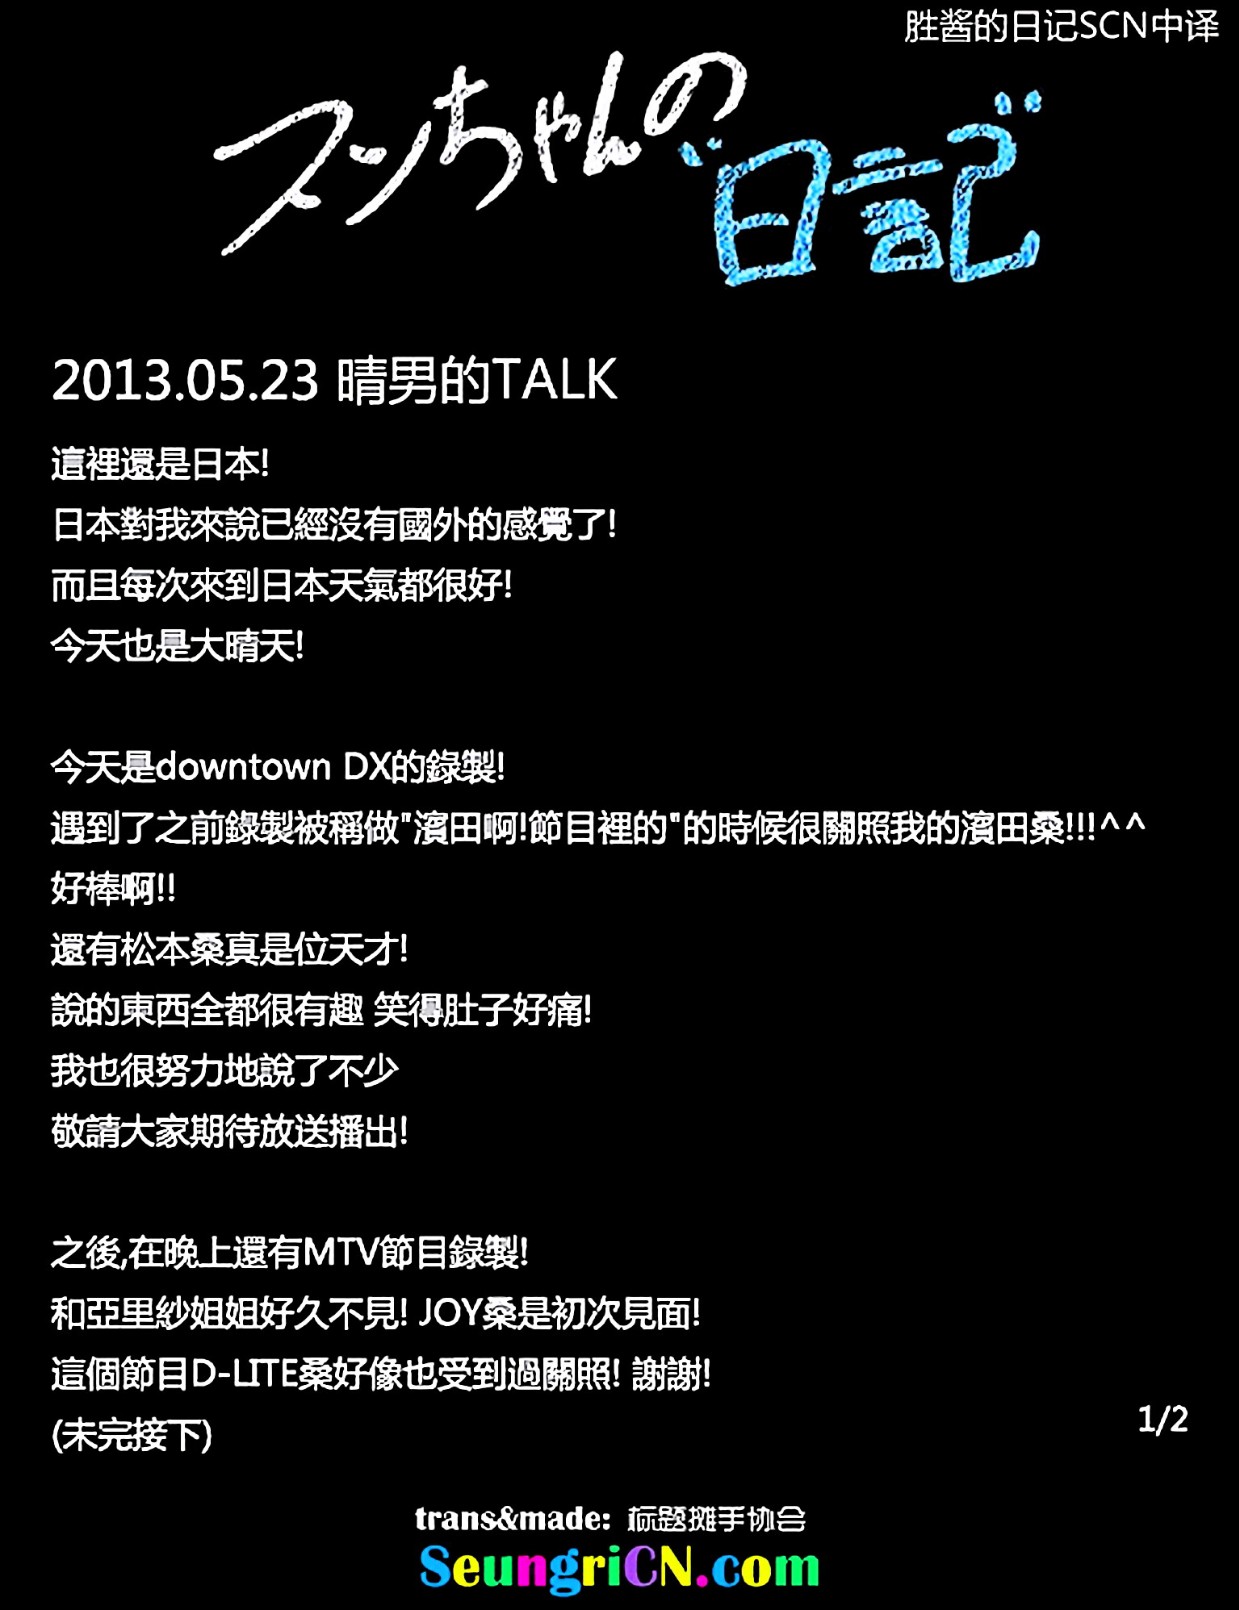 胜酱的日记SCN中译
スンちゃんの
日記
2013.05.23 晴男的TALK
這裡還是日本!
日本對我來說已經沒有國外的感覺了!
而且每次來到日本天氣都很好!
今天也是大晴天!
今天是downtown DX的錄製!
遇到了之前錄製被稱做"濱田啊!節目裡的"的時候很關照我的濱田桑!!!^^
好棒啊!!
還有松本桑真是位天才!
說的東西全都很有趣 笑得肚子好痛!
我也很努力地說了不少
敬請大家期待放送播出!
之後,在晚上還有MTV節目錄製!
和亞里紗姐姐好久不見! JOY桑是初次見面!
這個節目D-LITE桑好像也受到過關照! 謝謝!
(未完接下)
1/2
trans&made: 标题摊手协会
SeungriCN.com